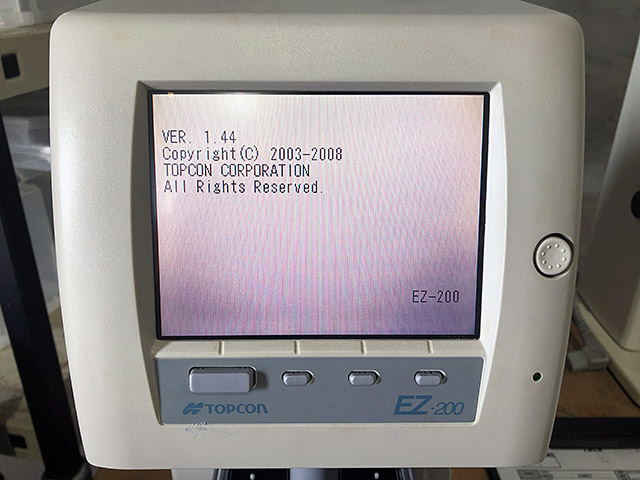 VER. 1.44
Copyright(C) 2003-2008
TOPCON CORPORATION
All Rights Reserved.
EZ-200
TOPCON
EZ·200